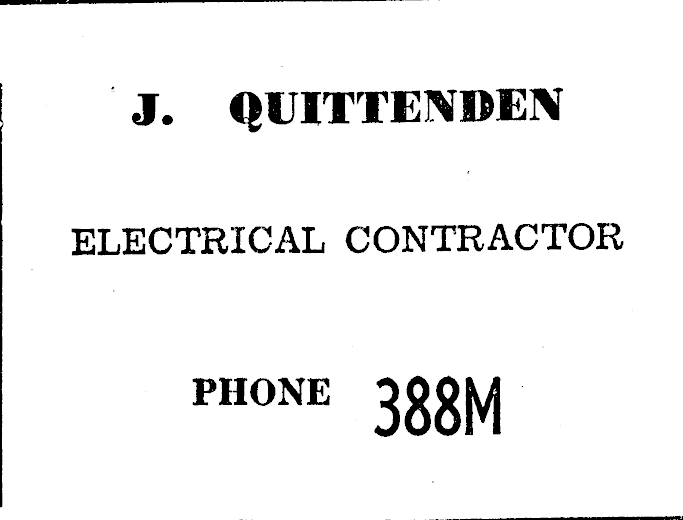 J. QUITTENDEN
ELECTRICAL CONTRACTOR
PHONE 388M